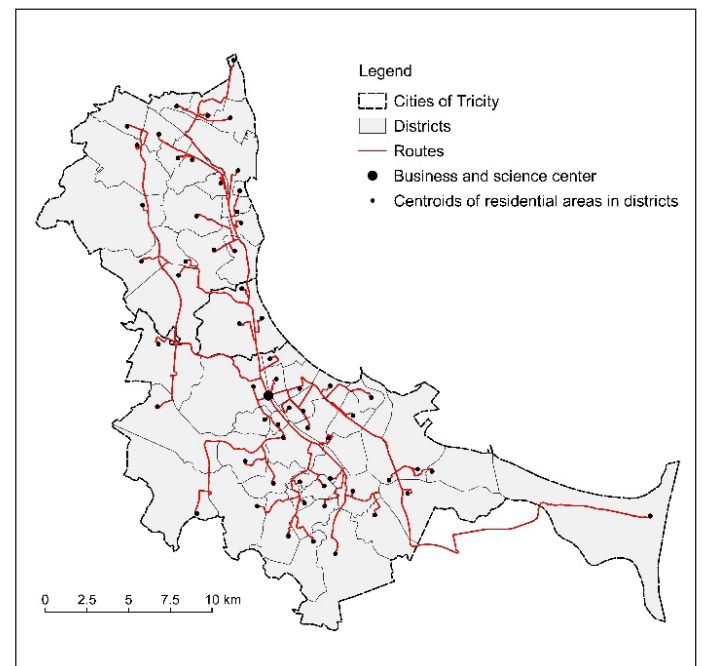 Legend
Cities of Tricity
Districts
Routes
Business and science center
Centroids of residential areas in districts
0 2.5 5 7.5 10 km